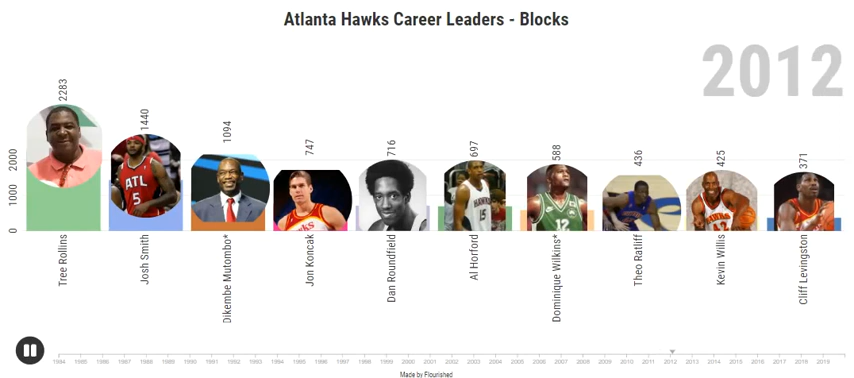 Atlanta Hawks Career Leaders - Blocks
2012
2283
1440
1094
747
716
697
588
436
425
371
2000
1000
0
ATL
5
HAWKS
15
12
Tree Rollins
Josh Smith
Dikembe Mutombo*
Jon Koncak
Dan Roundfield
Al Horford
Dominique Wilkins*
Theo Ratliff
Kevin Willis
Cliff Levingston
1984 1985 1986 1987 1988 1989 1990 1991 1992 1993 1994 1995 1996 1997 1998 1999 2000 2001 2002 2003 2004 2005 2006 2007 2008 2009 2010 2011 2012 2013 2014 2015 2016 2017 2018 2019
Made by Flourished